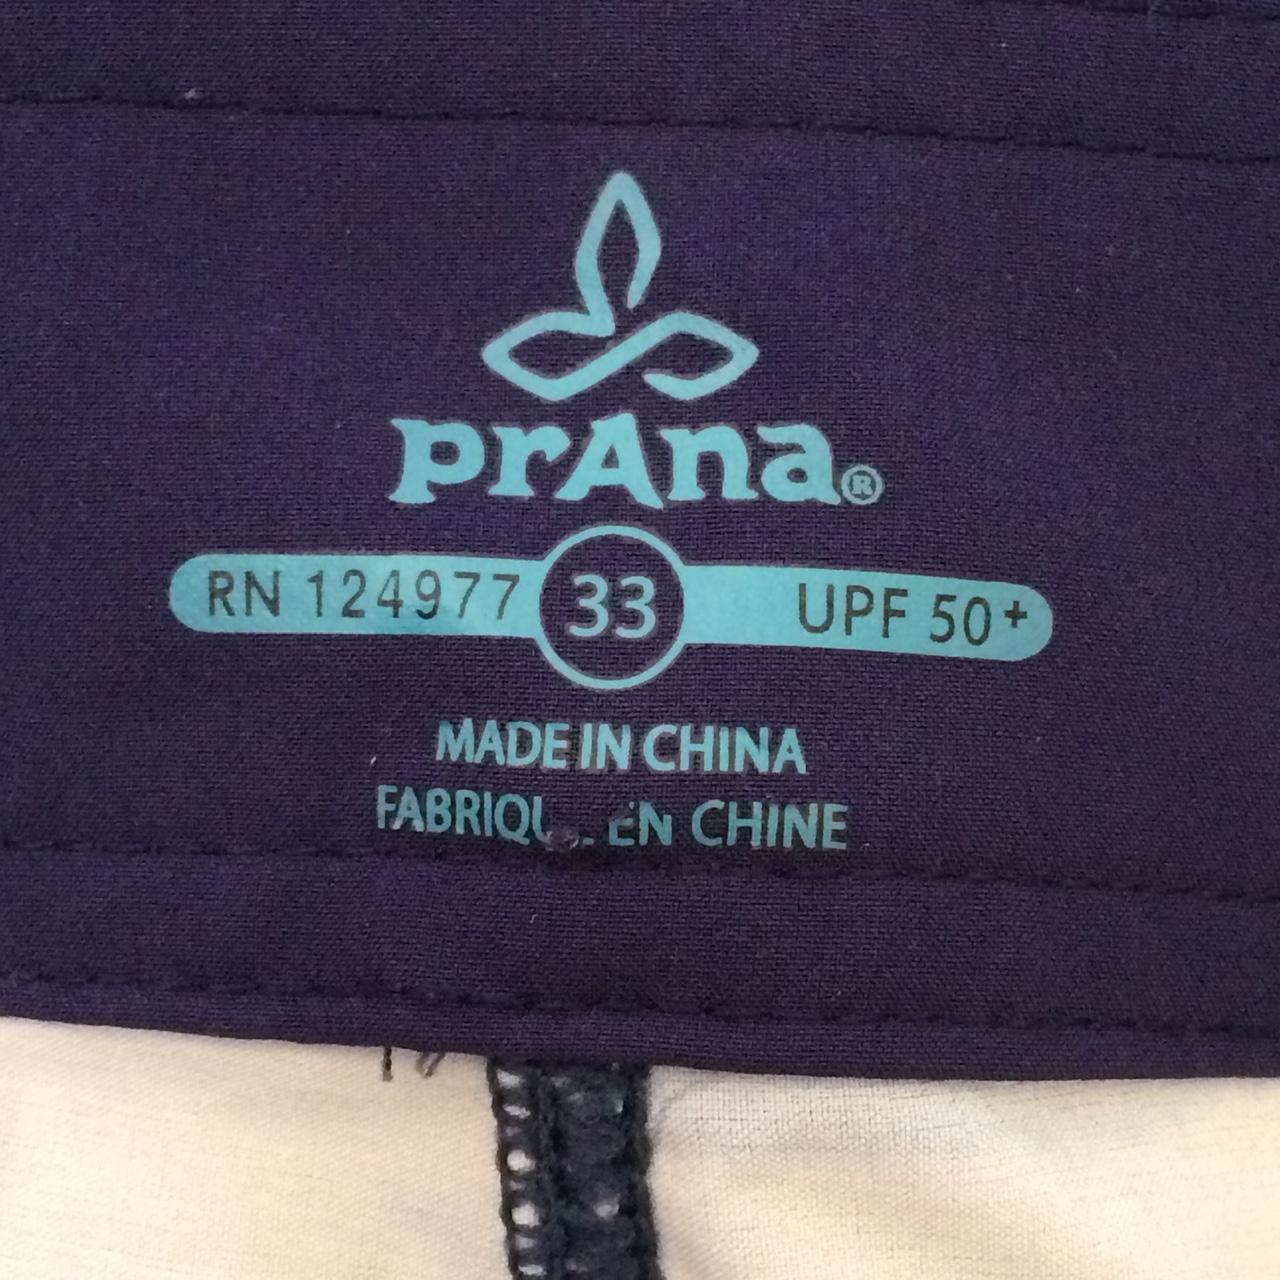 prAna®
RN 124977 33 UPF 50+
MADE IN CHINA
EN CHINE